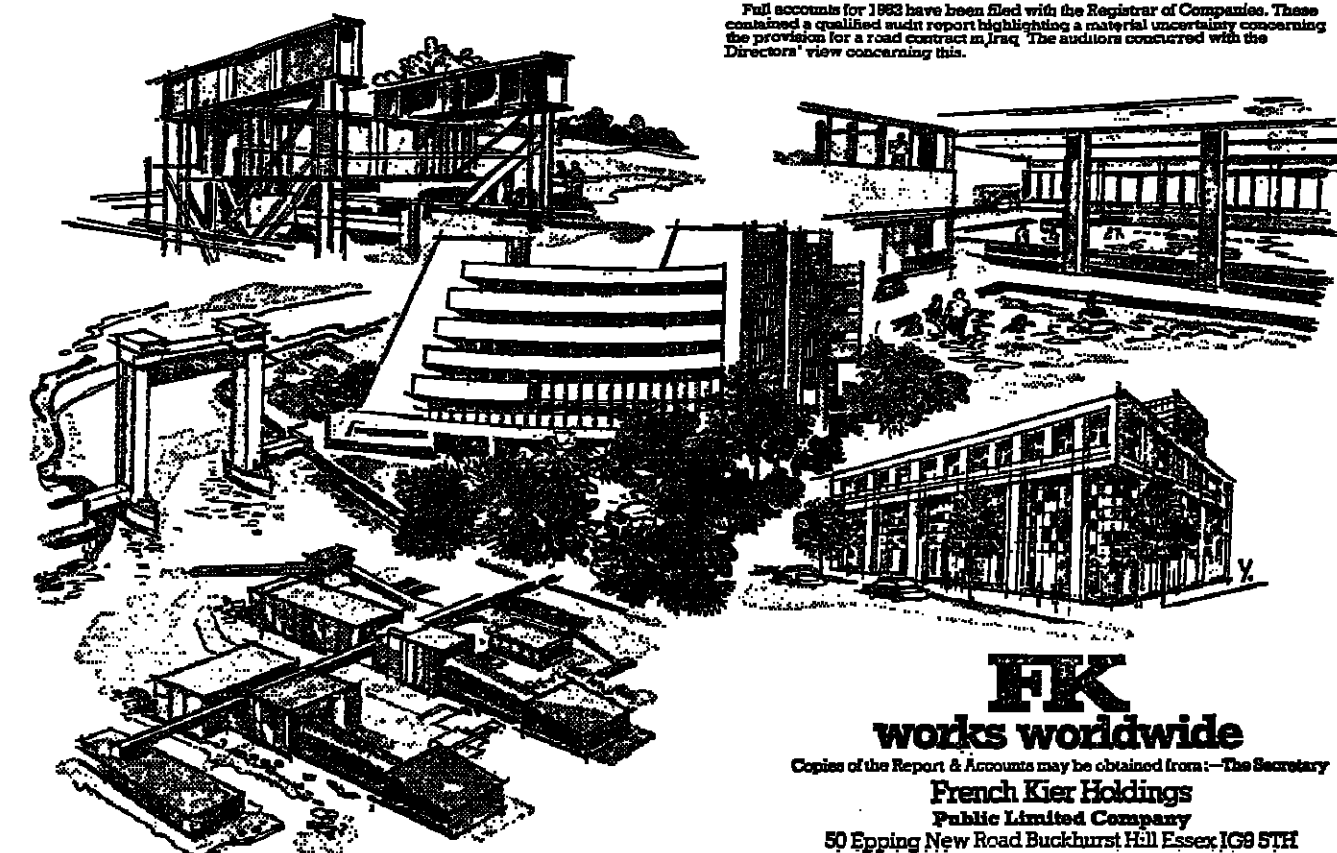 Full accounts for 1983 have been filed with the Registrar of Companies. These
contained a qualified audit report highlighting a material uncertainty concerning
the provision for a road contract in Iraq. The auditors concurred with the
Directors' view concerning this.
FK
works worldwide
Copies of the Report & Accounts may be obtained from:—The Secretary
French Kier Holdings
Public Limited Company
50 Epping New Road Buckhurst Hill Essex IG9 5TH